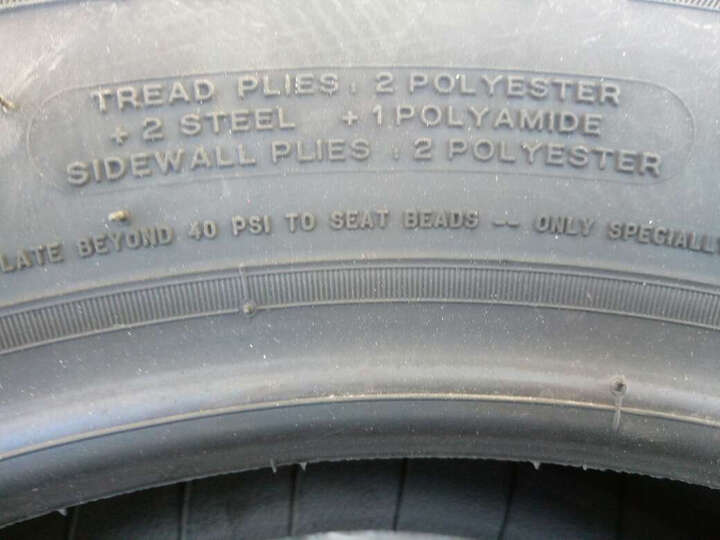 TREAD PLIES : 2 POLYESTER
+ 2 STEEL + 1 POLYAMIDE
SIDEWALL PLIES : 2 POLYESTER
LATE BEYOND 40 PSI TO SEAT BEADS -- ONLY SPECIALL